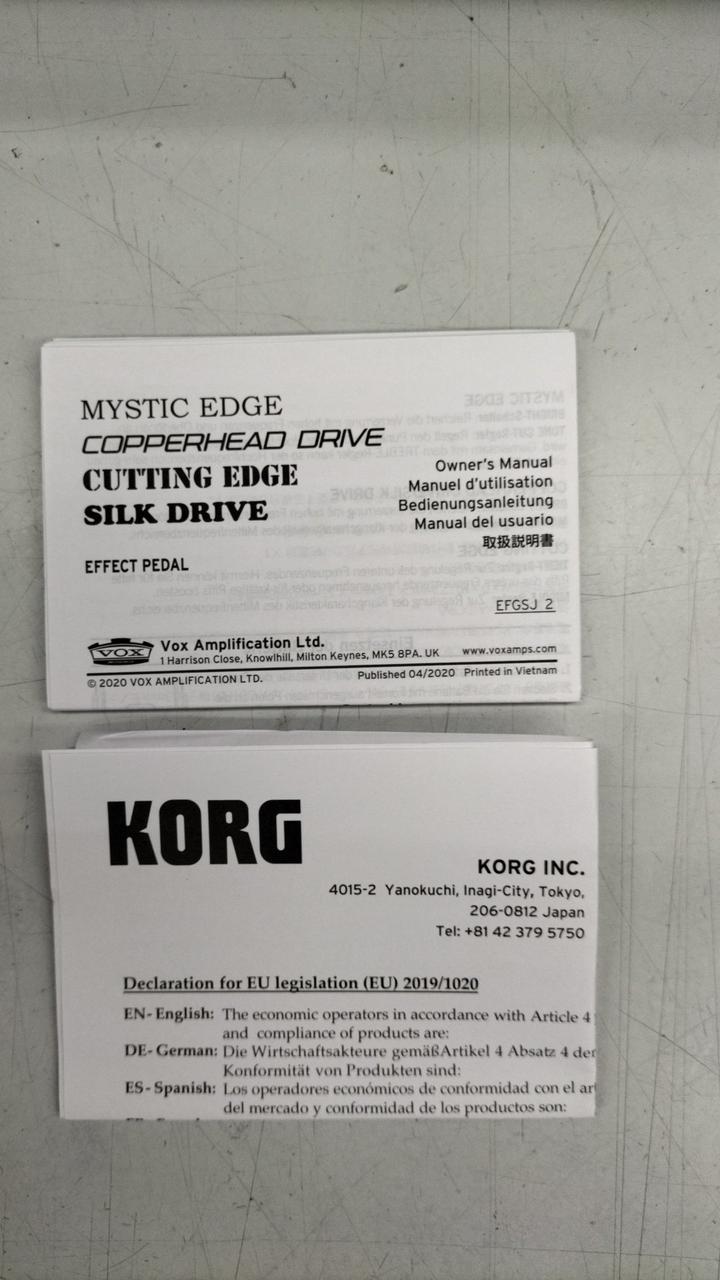 MYSTIC EDGE
COPPERHEAD DRIVE
CUTTING EDGE
SILK DRIVE
EFFECT PEDAL
Owner's Manual
Manuel d'utilisation
Bedienungsanleitung
Manual del usuario
取扱説明書
EFGSJ 2
VOX
Vox Amplification Ltd.
1 Harrison Close, Knowlhill, Milton Keynes, MK5 8PA. UK www.voxamps.com
© 2020 VOX AMPLIFICATION LTD. Published 04/2020 Printed in Vietnam
KORG
KORG INC.
4015-2 Yanokuchi, Inagi-City, Tokyo,
206-0812 Japan
Tel: +81 42 379 5750
Declaration for EU legislation (EU) 2019/1020
EN- English: The economic operators in accordance with Article 4
and compliance of products are:
DE- German: Die Wirtschaftsakteure gemäßArtikel 4 Absatz 4 der
Konformität von Produkten sind:
ES - Spanish: Los operadores económicos de conformidad con el
del mercado y conformidad de los productos son: